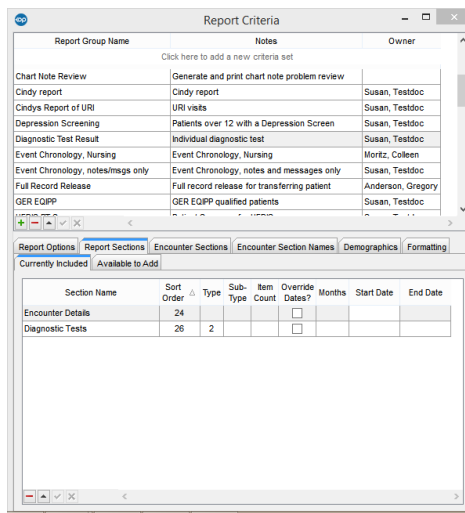 Report Criteria
Report Group Name Notes Owner
Click here to add a new criteria set
Chart Note Review Generate and print chart note problem review
Cindy report Cindy report Susan, Testdoc
Cindys Report of URI URI visits Susan, Testdoc
Depression Screening Patients over 12 with a Depression Screen Susan, Testdoc
Diagnostic Test Result Individual diagnostic test Susan, Testdoc
Event Chronology, Nursing Event Chronology, Nursing Moritz, Colleen
Event Chronology, notes/msgs only Event Chronology, notes and messages only Susan, Testdoc
Full Record Release Full record release for transferring patient Anderson, Gregory
GER EQIPP GER EQIPP qualified patients Susan, Testdoc
Report Options Report Sections Encounter Sections Encounter Section Names Demographics Formatting
Currently Included Available to Add
Section Name Sort Order Type Sub-Type Item Count Override Dates? Months Start Date End Date
Encounter Details 24
Diagnostic Tests 26 2